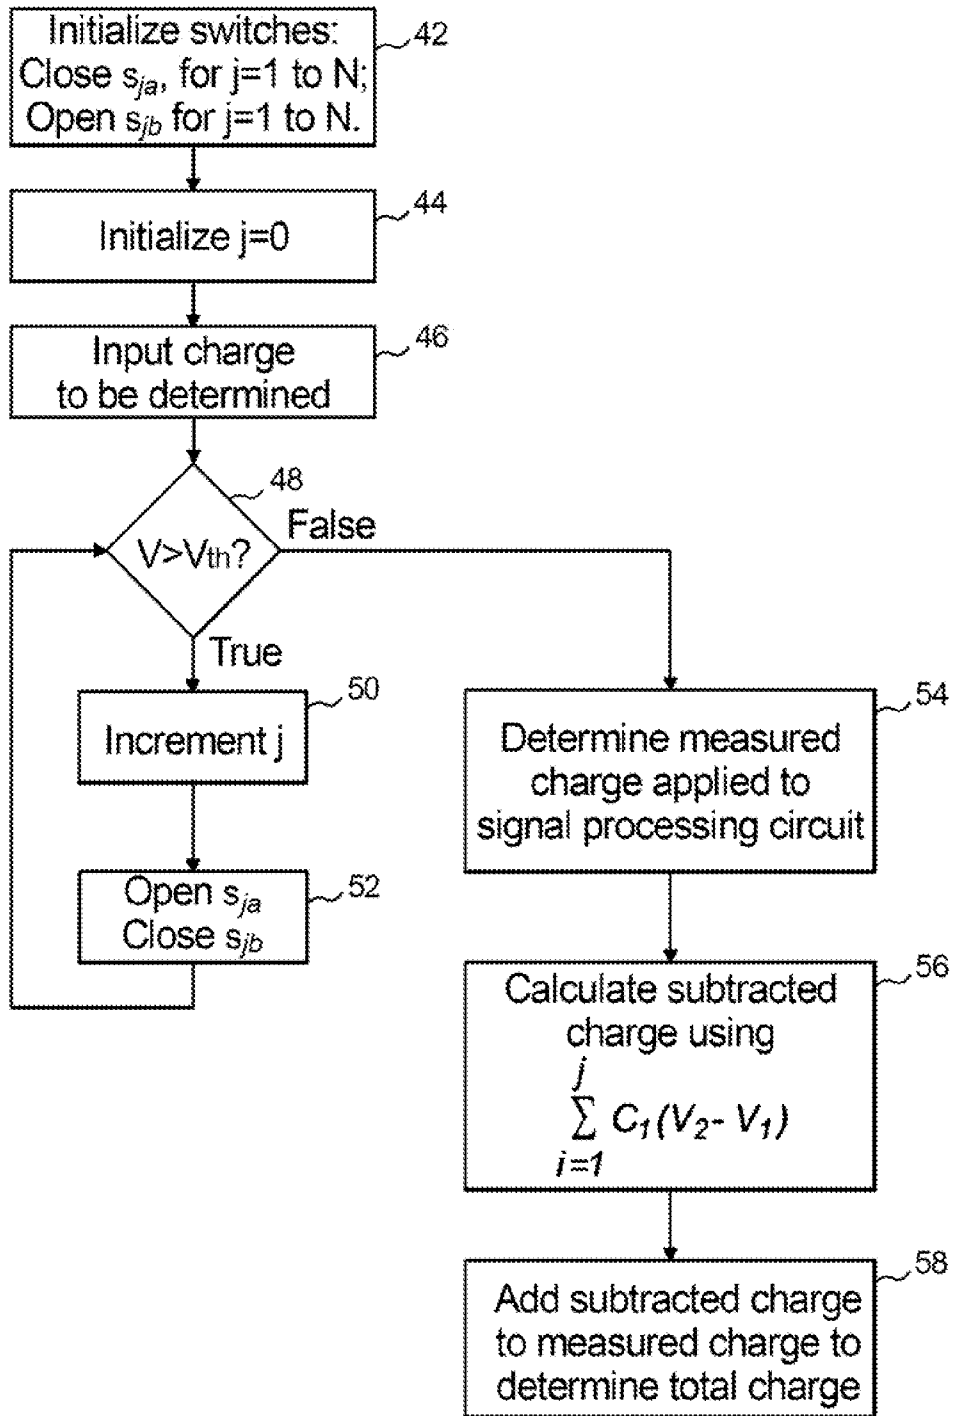 Initialize switches:
Close sja, for j=1 to N;
Open sjb for j=1 to N.
42
Initialize j=0
44
Input charge
to be determined
46
V>Vth?
48
False
True
Increment j
50
Open sja
Close sjb
52
Determine measured
charge applied to
signal processing circuit
54
Calculate subtracted
charge using
j
∑ C1(V2- V1)
i=1
56
Add subtracted charge
to measured charge to
determine total charge
58